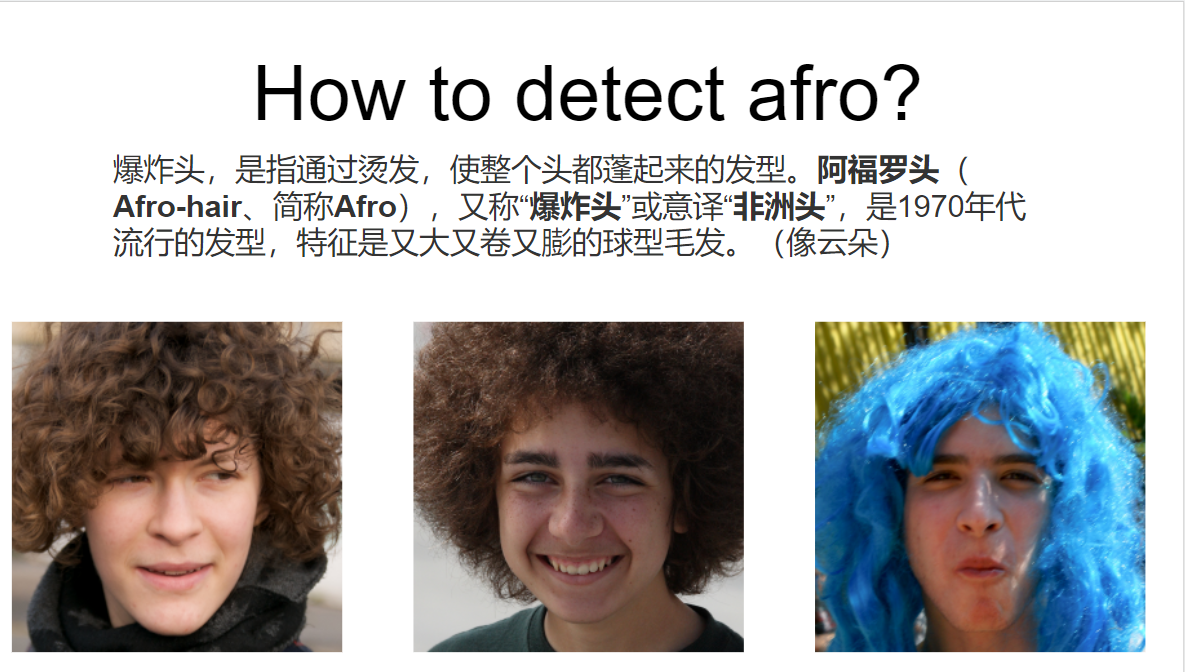 How to detect afro?
爆炸头，是指通过烫发，使整个头都蓬起来的发型。阿福罗头（
Afro-hair、简称Afro），又称“爆炸头”或意译“非洲头”，是1970年代
流行的发型，特征是又大又卷又膨的球型毛发。（像云朵）